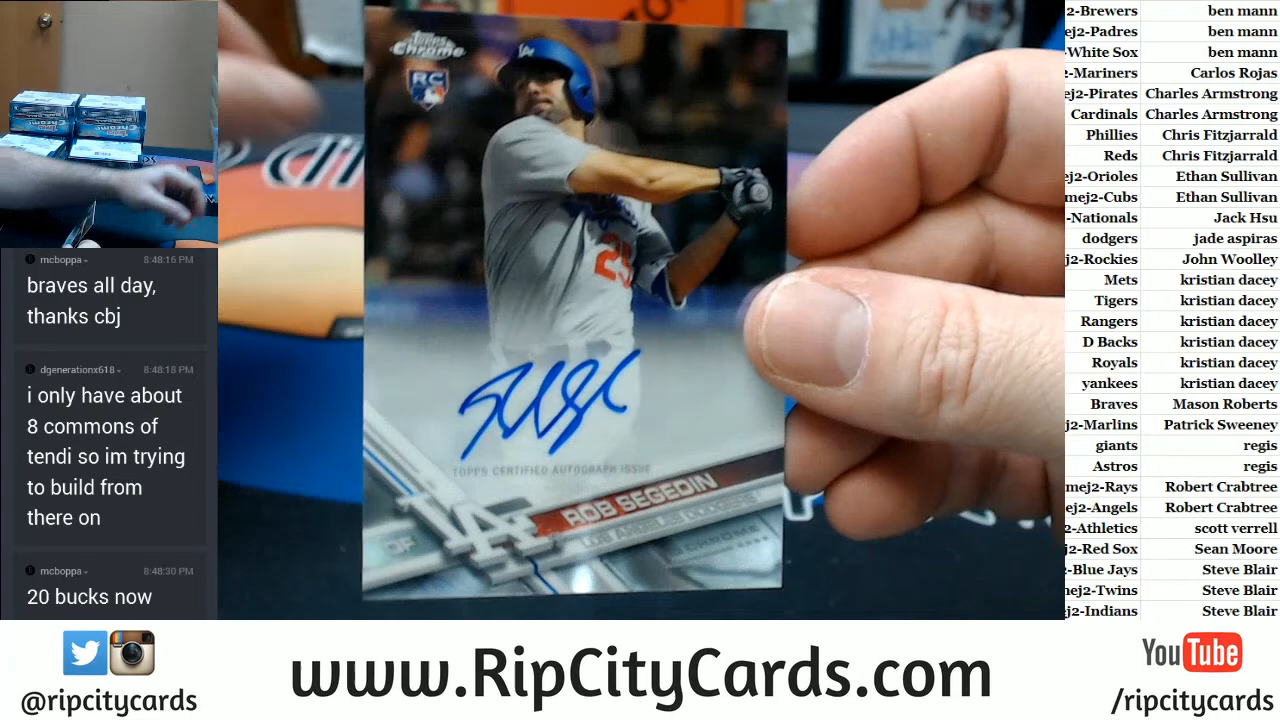 mcboppa
8:48:16 PM
braves all day,
thanks cbj
dgenerationx618
8:48:18 PM
i only have about
8 commons of
tendi so im trying
to build from
there on
mcboppa
8:48:30 PM
20 bucks now
Topps
Chrome
RC
LA
25
TOPPS CERTIFIED AUTOGRAPH ISSUE
ROB SEGEDIN
LOS ANGELES DODGERS
OF
LA
2-Brewers ben mann
ej2-Padres ben mann
-White Sox ben mann
-Mariners Carlos Rojas
ej2-Pirates Charles Armstrong
Cardinals Charles Armstrong
Phillies Chris Fitzjarrald
Reds Chris Fitzjarrald
ej2-Orioles Ethan Sullivan
mej2-Cubs Ethan Sullivan
-Nationals Jack Hsu
dodgers jade aspiras
j2-Rockies John Woolley
Mets kristian dacey
Tigers kristian dacey
Rangers kristian dacey
D Backs kristian dacey
Royals kristian dacey
yankees kristian dacey
Braves Mason Roberts
ej2-Marlins Patrick Sweeney
giants regis
Astros regis
mej2-Rays Robert Crabtree
ej2-Angels Robert Crabtree
2-Athletics scott verrell
j2-Red Sox Sean Moore
-Blue Jays Steve Blair
nej2-Twins Steve Blair
ej2-Indians Steve Blair
@ripcitycards
www.RipCityCards.com
YouTube
/ripcitycards